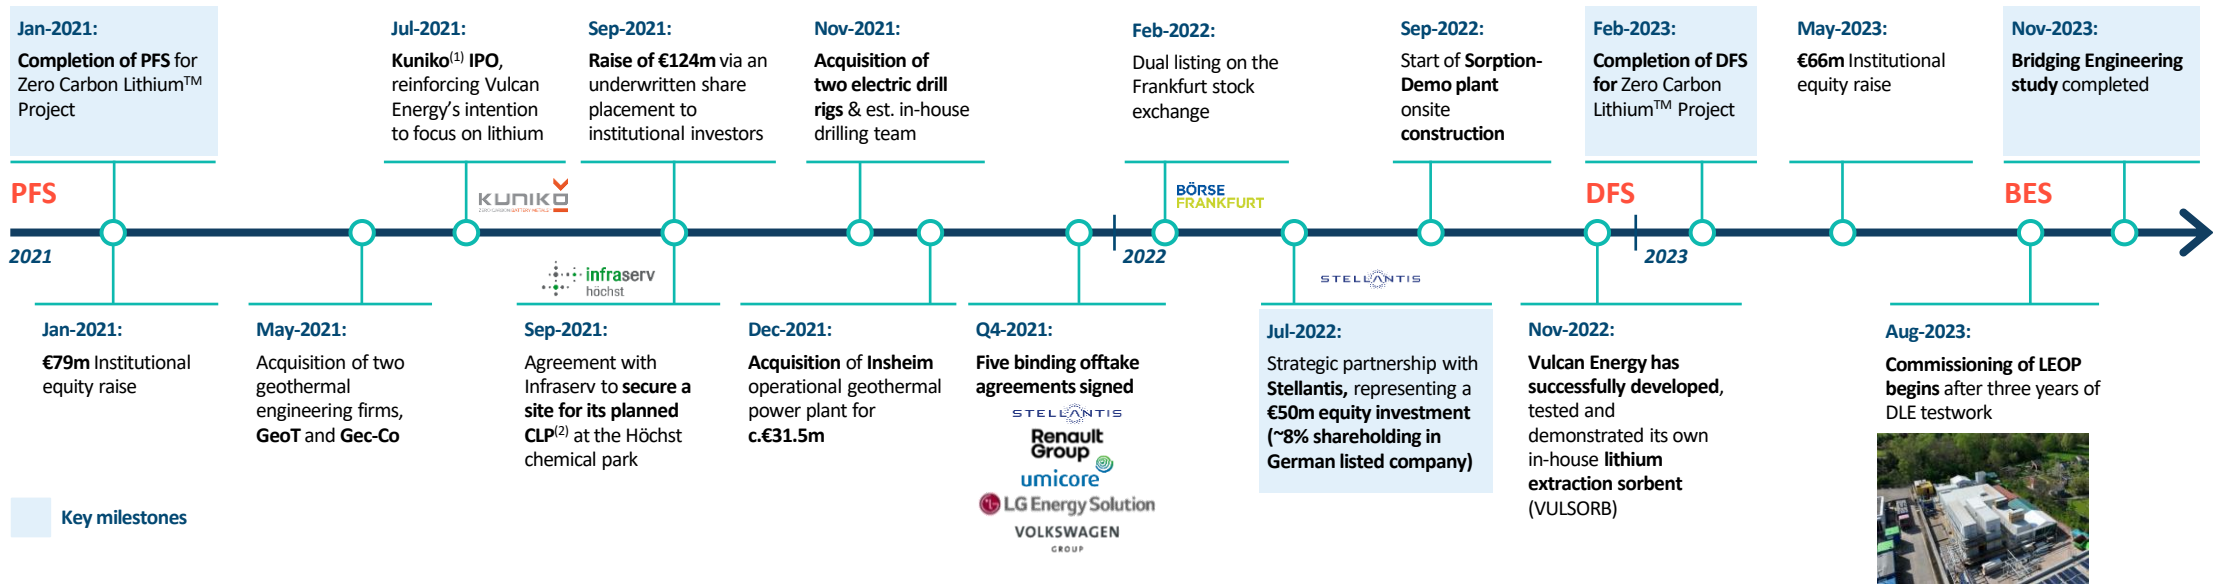 Jan-2021:
Completion of PFS for
Zero Carbon Lithium™
Project
Jul-2021:
Kuniko(1) IPO,
reinforcing Vulcan
Energy's intention
to focus on lithium
Sep-2021:
Raise of €124m via an
underwritten share
placement to
institutional investors
Nov-2021:
Acquisition of
two electric drill
rigs & est. in-house
drilling team
Feb-2022:
Dual listing on the
Frankfurt stock
exchange
Sep-2022:
Start of Sorption-
Demo plant
onsite
construction
Feb-2023:
Completion of DFS
for Zero Carbon
Lithium™ Project
May-2023:
€66m Institutional
equity raise
Nov-2023:
Bridging Engineering
study completed
PFS
KUNIKO
ZERO CARBON BATTERY METALS
BÖRSE
FRANKFURT
DFS
BES
2021
2022
2023
infraserv
höchst
STELLANTIS
Jan-2021:
€79m Institutional
equity raise
May-2021:
Acquisition of two
geothermal
engineering firms,
GeoT and Gec-Co
Sep-2021:
Agreement with
Infraserv to secure a
site for its planned
CLP(2) at the Höchst
chemical park
Dec-2021:
Acquisition of Insheim
operational geothermal
power plant for
c.€31.5m
Q4-2021:
Five binding offtake
agreements signed
STELLANTIS
Renault
Group
umicore
LG Energy Solution
VOLKSWAGEN
GROUP
Jul-2022:
Strategic partnership with
Stellantis, representing a
€50m equity investment
(~8% shareholding in
German listed company)
Nov-2022:
Vulcan Energy has
successfully developed,
tested and
demonstrated its own
in-house lithium
extraction sorbent
(VULSORB)
Aug-2023:
Commissioning of LEOP
begins after three years of
DLE testwork
Key milestones